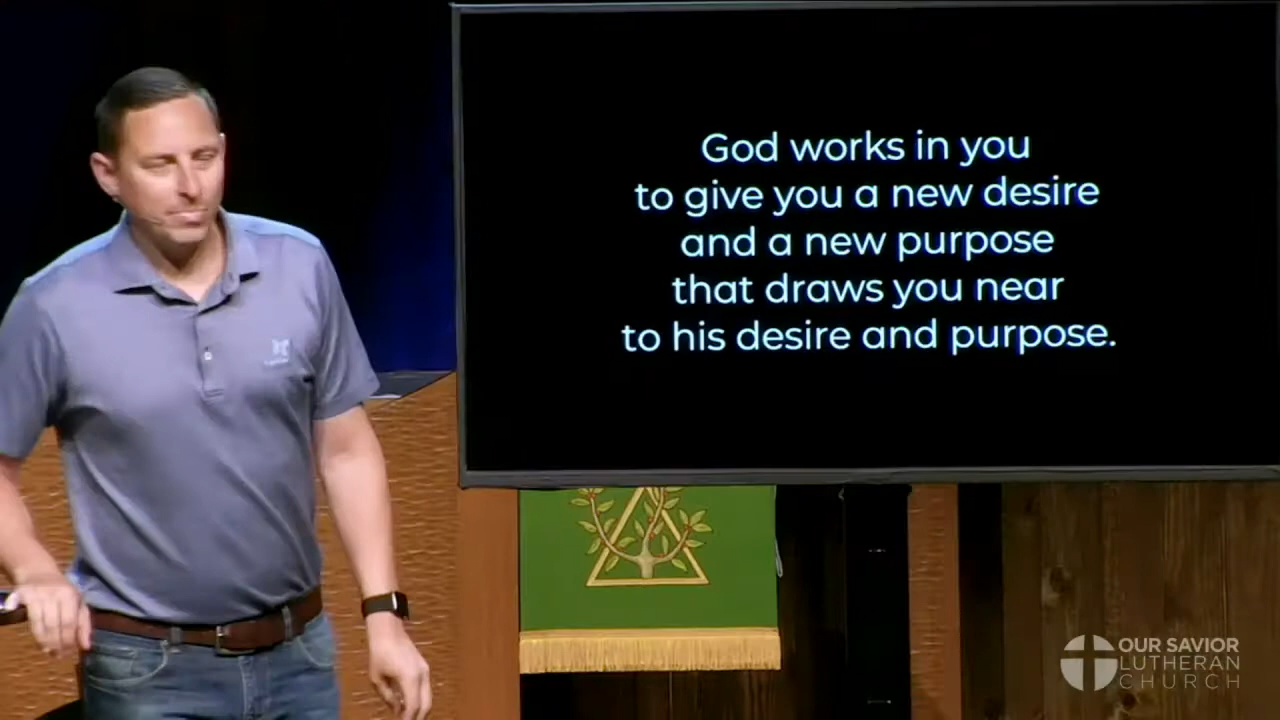 God works in you
to give you a new desire
and a new purpose
that draws you near
to his desire and purpose.
OUR SAVIOR
LUTHERAN
CHURCH